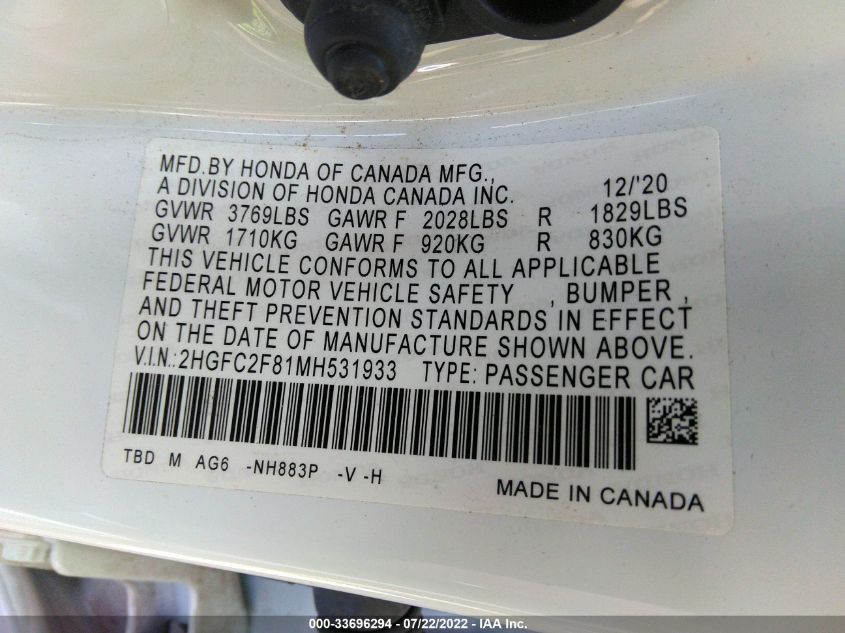 MFD.BY HONDA OF CANADA MFG.,
A DIVISION OF HONDA CANADA INC. 12/'20
GVWR 3769LBS GAWR F 2028LBS R 1829LBS
GVWR 1710KG GAWR F 920KG R 830KG
THIS VEHICLE CONFORMS TO ALL APPLICABLE
FEDERAL MOTOR VEHICLE SAFETY , BUMPER ,
AND THEFT PREVENTION STANDARDS IN EFFECT
ON THE DATE OF MANUFACTURE SHOWN ABOVE.
V.I.N.: 2HGFC2F81MH531933 TYPE: PASSENGER CAR
TBD M AG6 -NH883P -V -H
MADE IN CANADA
000-33696294 - 07/22/2022 - IAA Inc.